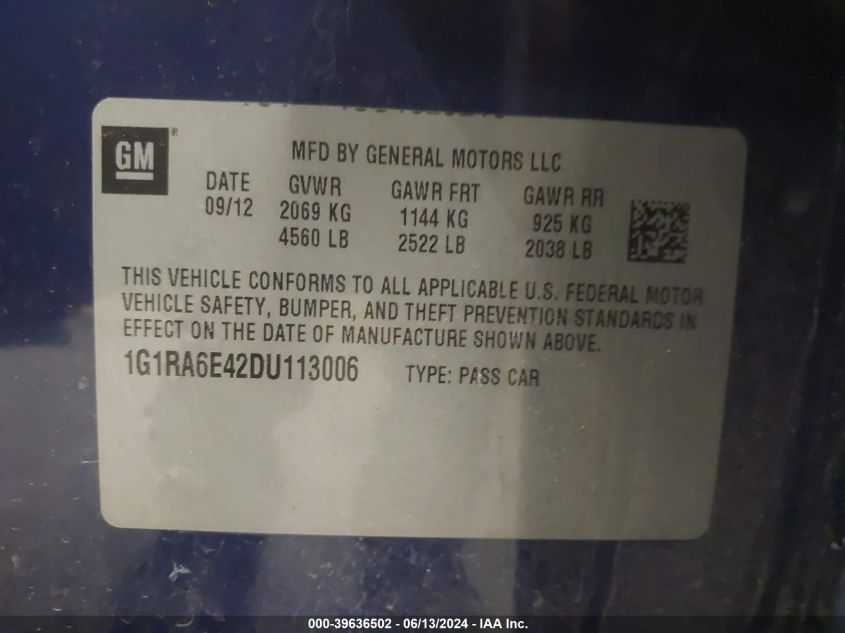 GM
MFD BY GENERAL MOTORS LLC
DATE GVWR GAWR FRT GAWR RR
09/12 2069 KG 1144 KG 925 KG
4560 LB 2522 LB 2038 LB
THIS VEHICLE CONFORMS TO ALL APPLICABLE U.S. FEDERAL MOTOR
VEHICLE SAFETY, BUMPER, AND THEFT PREVENTION STANDARDS IN
EFFECT ON THE DATE OF MANUFACTURE SHOWN ABOVE.
1G1RA6E42DU113006 TYPE: PASS CAR
000-39636502 - 06/13/2024 - IAA Inc.